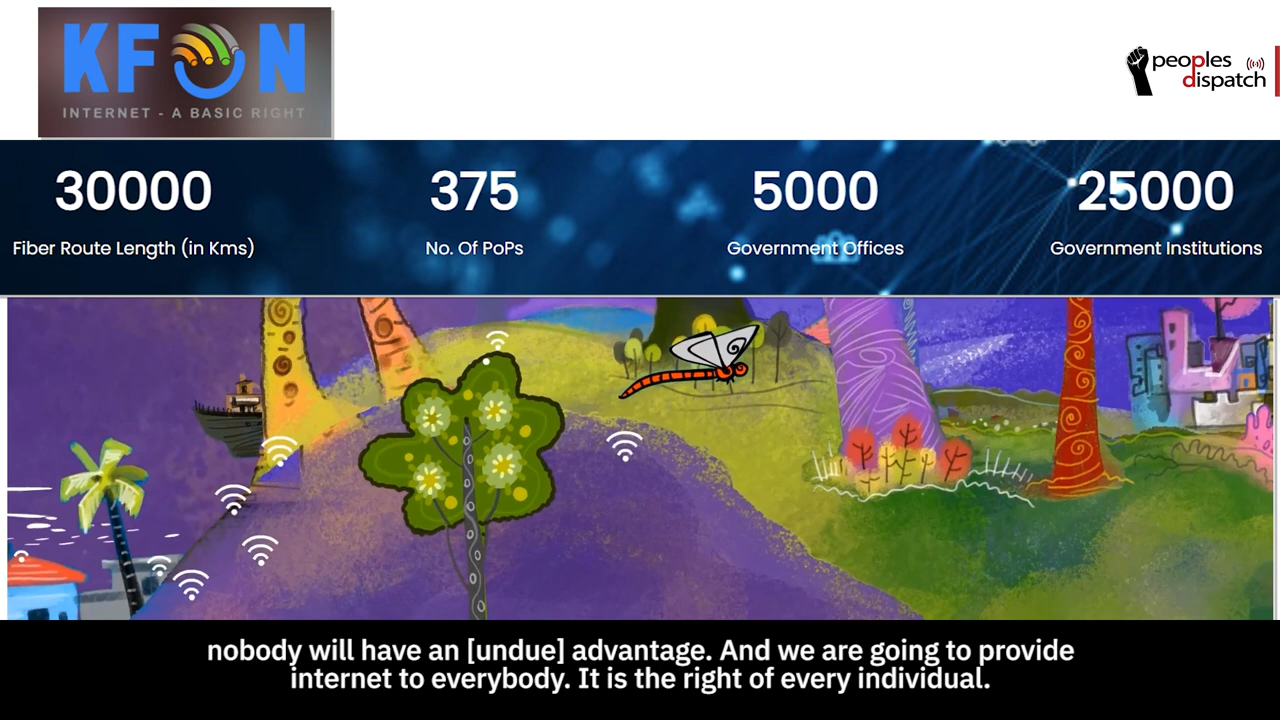 KFON
INTERNET - A BASIC RIGHT
peoples
dispatch
30000
375
5000
25000
Fiber Route Length (in Kms)
No. Of PoPs
Government Offices
Government Institutions
nobody will have an [undue] advantage. And we are going to provide
internet to everybody. It is the right of every individual.